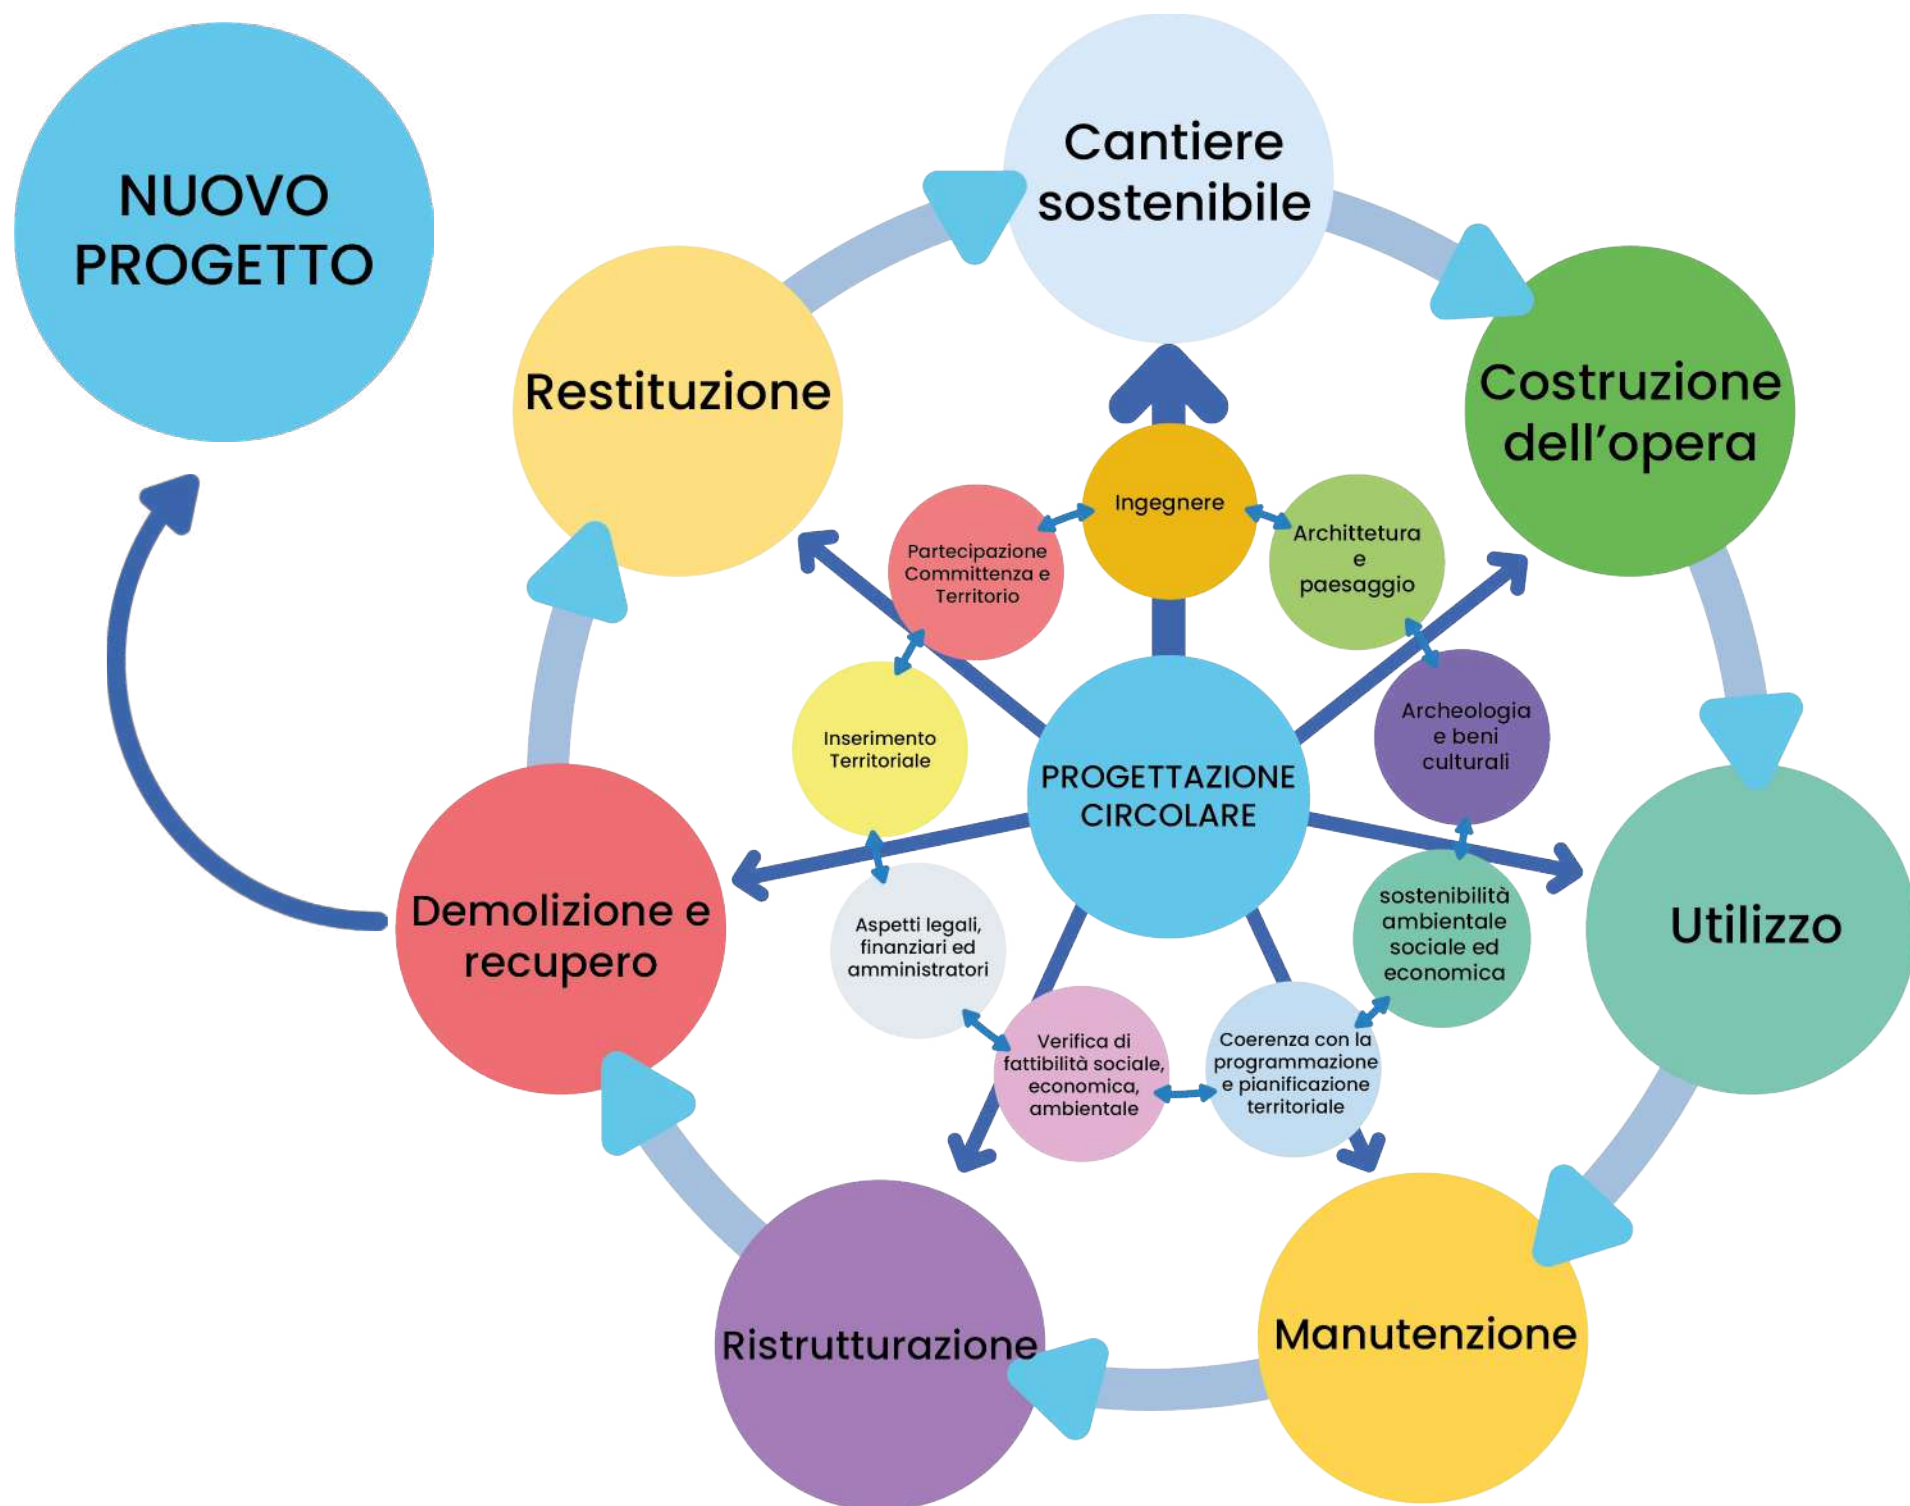 NUOVO
PROGETTO
Cantiere
sostenibile
Restituzione
Costruzione
dell’opera
Ingegnere
Archittetura
e
paesaggio
Partecipazione
Committenza e
Territorio
Archeologia
e beni
culturali
Inserimento
Territoriale
PROGETTAZIONE
CIRCOLARE
sostenibilità
ambientale
sociale ed
economica
Utilizzo
Demolizione e
recupero
Aspetti legali,
finanziari ed
amministratori
Verifica di
fattibilità sociale,
economica,
ambientale
Coerenza con la
programmazione
e pianificazione
territoriale
Manutenzione
Ristrutturazione